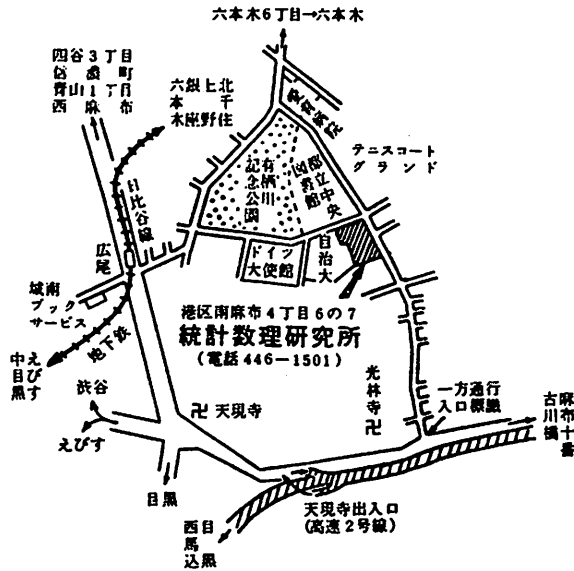 六本木6丁目→六本木
四谷3丁目
信濃町
青山1丁目
西麻布
六本木
銀座
上野
北千住
愛育病院
テニスコート
グランド
有栖川
記念公園
都立中央
図書館
日比谷線
広尾
ドイツ
大使館
自治大
城南
ブック
サービス
地下鉄
港区南麻布4丁目6の7
統計数理研究所
(電話 446-1501)
えびす
中目黒
渋谷
えびす
卍 天現寺
光林寺
卍
一方通行
入口標識
麻布十番
古川橋
目黒
天現寺出入口
(高速2号線)
目黒
西馬込